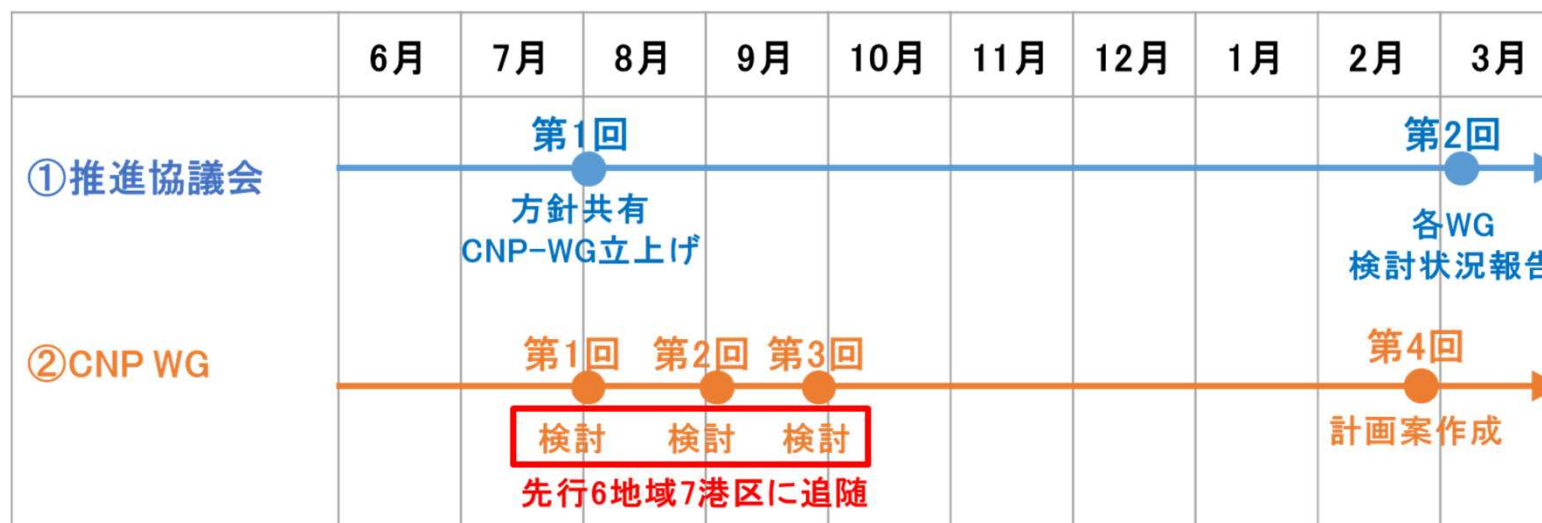 6月 7月 8月 9月 10月 11月 12月 1月 2月 3月
第1回 第2回
①推進協議会
方針共有
CNP-WG立上げ
各WG
検討状況報告
第1回 第2回 第3回 第4回
②CNP WG
検討 検討 検討 計画案作成
先行6地域7港区に追随